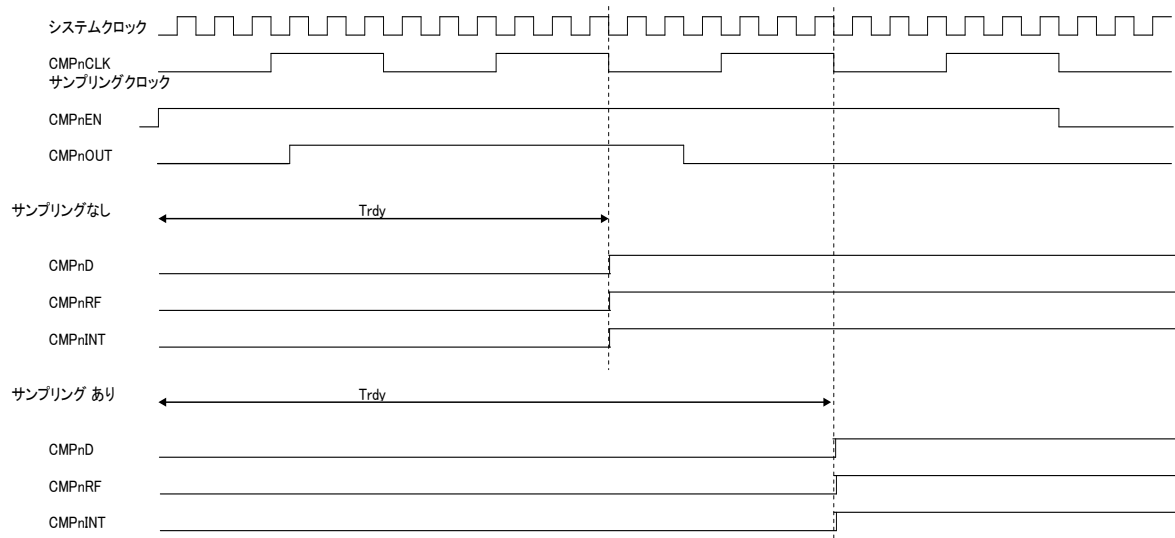 システムクロック
CMPnCLK
サンプリングクロック
CMPnEN
CMPnOUT
サンプリングなし
Trdy
CMPnD
CMPnRF
CMPnINT
サンプリング あり
Trdy
CMPnD
CMPnRF
CMPnINT